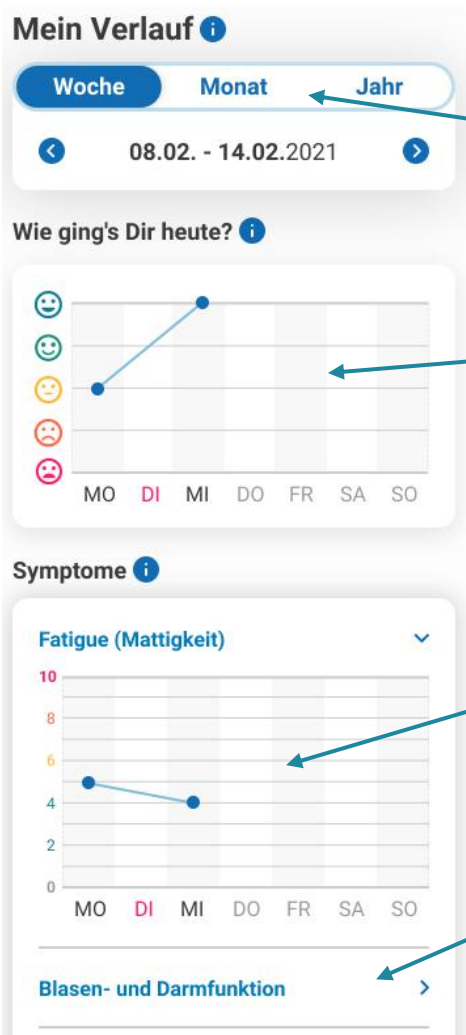 Mein Verlauf i
Woche Monat Jahr
08.02. - 14.02.2021
Wie ging's Dir heute? i
MO DI MI DO FR SA SO
Symptome i
Fatigue (Mattigkeit)
10
8
6
4
2
0
MO DI MI DO FR SA SO
Blasen- und Darmfunktion